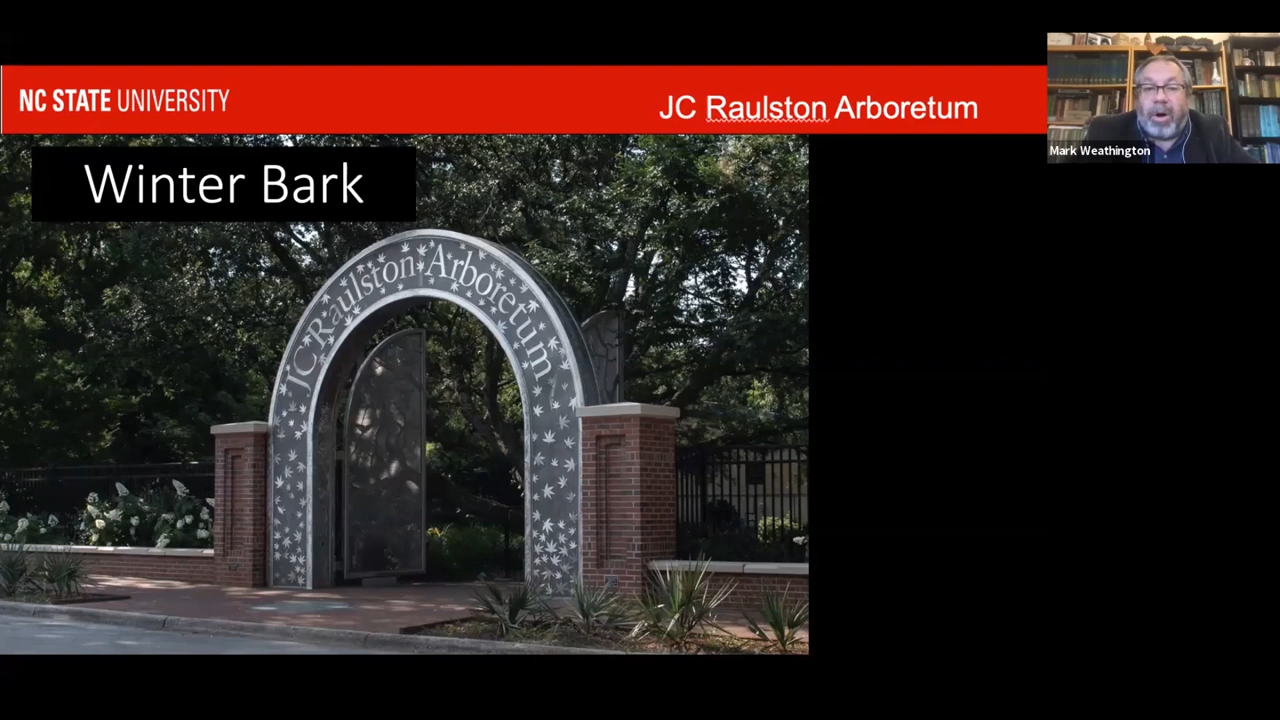 NC STATE UNIVERSITY
JC Raulston Arboretum
Mark Weathington
Winter Bark
JC Raulston Arboretum